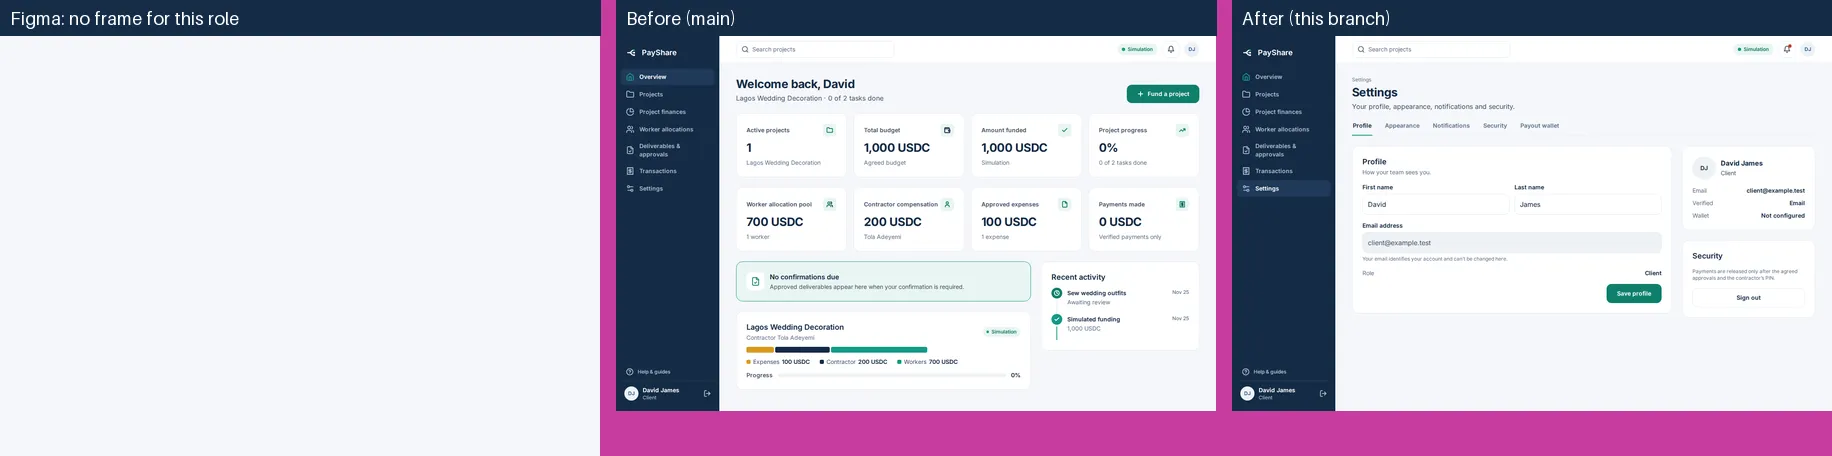 Figma: no frame for this role
Before (main)
PayShare
Overview
Projects
Project finances
Worker allocations
Deliverables &
approvals
Transactions
Settings
Help & guides
DJ
David James
Client
Search projects
Simulation
DJ
Welcome back, David
Lagos Wedding Decoration · 0 of 2 tasks done
+ Fund a project
Active projects
1
Lagos Wedding Decoration
Total budget
1,000 USDC
Agreed budget
Amount funded
1,000 USDC
Simulation
Project progress
0%
0 of 2 tasks done
Worker allocation pool
700 USDC
1 worker
Contractor compensation
200 USDC
Tola Adeyemi
Approved expenses
100 USDC
1 expense
Payments made
0 USDC
Verified payments only
No confirmations due
Approved deliverables appear here when your confirmation is required.
Lagos Wedding Decoration
Contractor Tola Adeyemi
Simulation
Expenses 100 USDC
Contractor 200 USDC
Workers 700 USDC
Progress
0%
Recent activity
Sew wedding outfits
Nov 25
Awaiting review
Simulated funding
Nov 25
1,000 USDC
After (this branch)
PayShare
Overview
Projects
Project finances
Worker allocations
Deliverables &
approvals
Transactions
Settings
Help & guides
DJ
David James
Client
Search projects
Simulation
DJ
Settings
Settings
Your profile, appearance, notifications and security.
Profile
Appearance
Notifications
Security
Payout wallet
Profile
How your team sees you.
First name
Last name
David
James
Email address
client@example.test
Your email identifies your account and can't be changed here.
Role
Client
Save profile
DJ
David James
Client
Email
client@example.test
Verified
Email
Wallet
Not configured
Security
Payments are released only after the agreed
approvals and the contractor's PIN.
Sign out